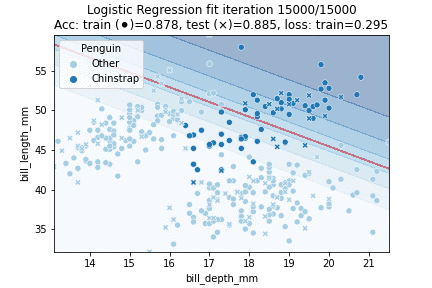 Logistic Regression fit iteration 15000/15000
Acc: train (●)=0.878, test (×)=0.885, loss: train=0.295
Penguin
Other
Chinstrap
bill_length_mm
55
50
45
40
35
14 15 16 17 18 19 20 21
bill_depth_mm